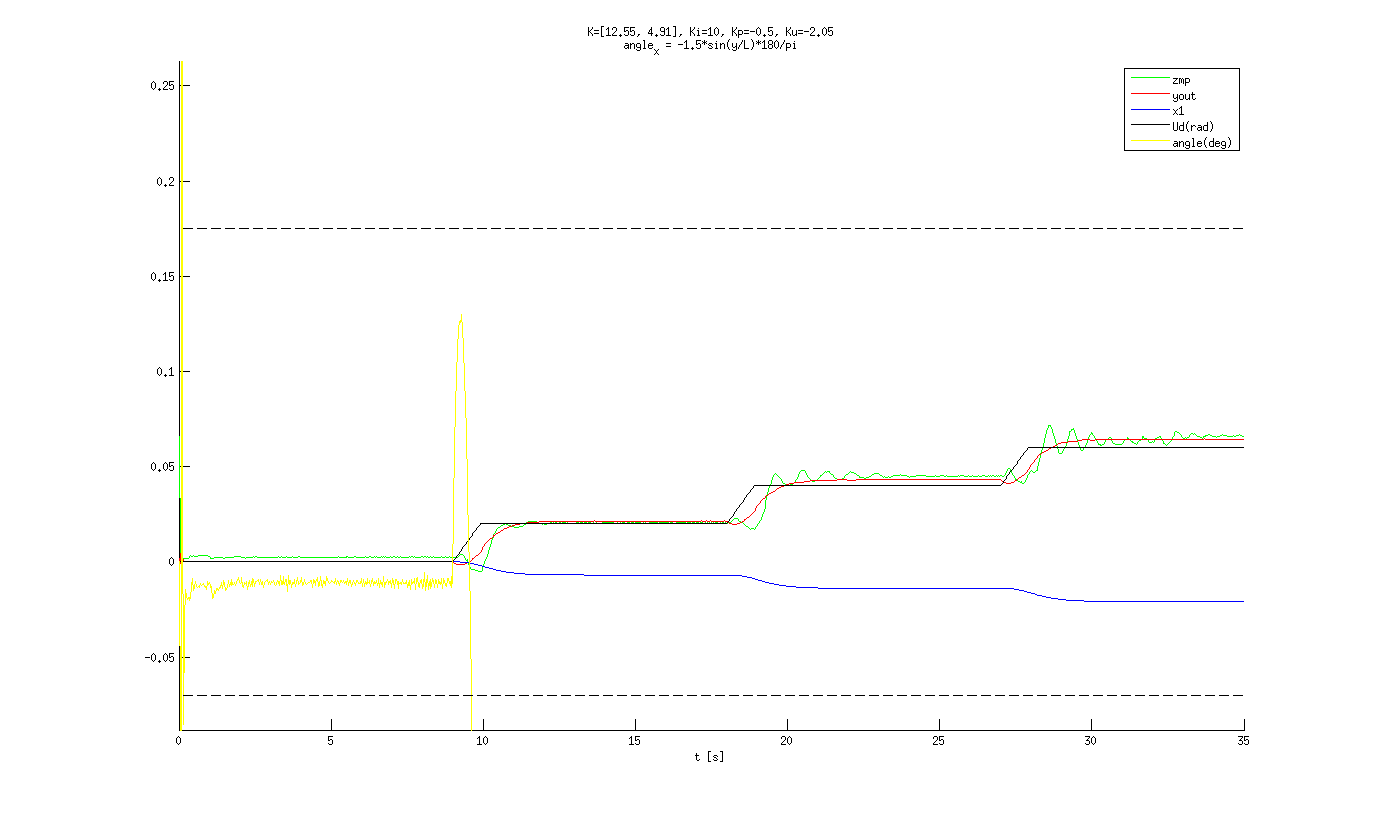 K=[12.55, 4.91], Ki=10, Kp=-0.5, Ku=-2.05
angle_x = -1.5*sin(y/L)*180/pi
zmp
yout
x1
Ud(rad)
angle(deg)
0.25
0.2
0.15
0.1
0.05
0
-0.05
0 5 10 15 20 25 30 35
t [s]